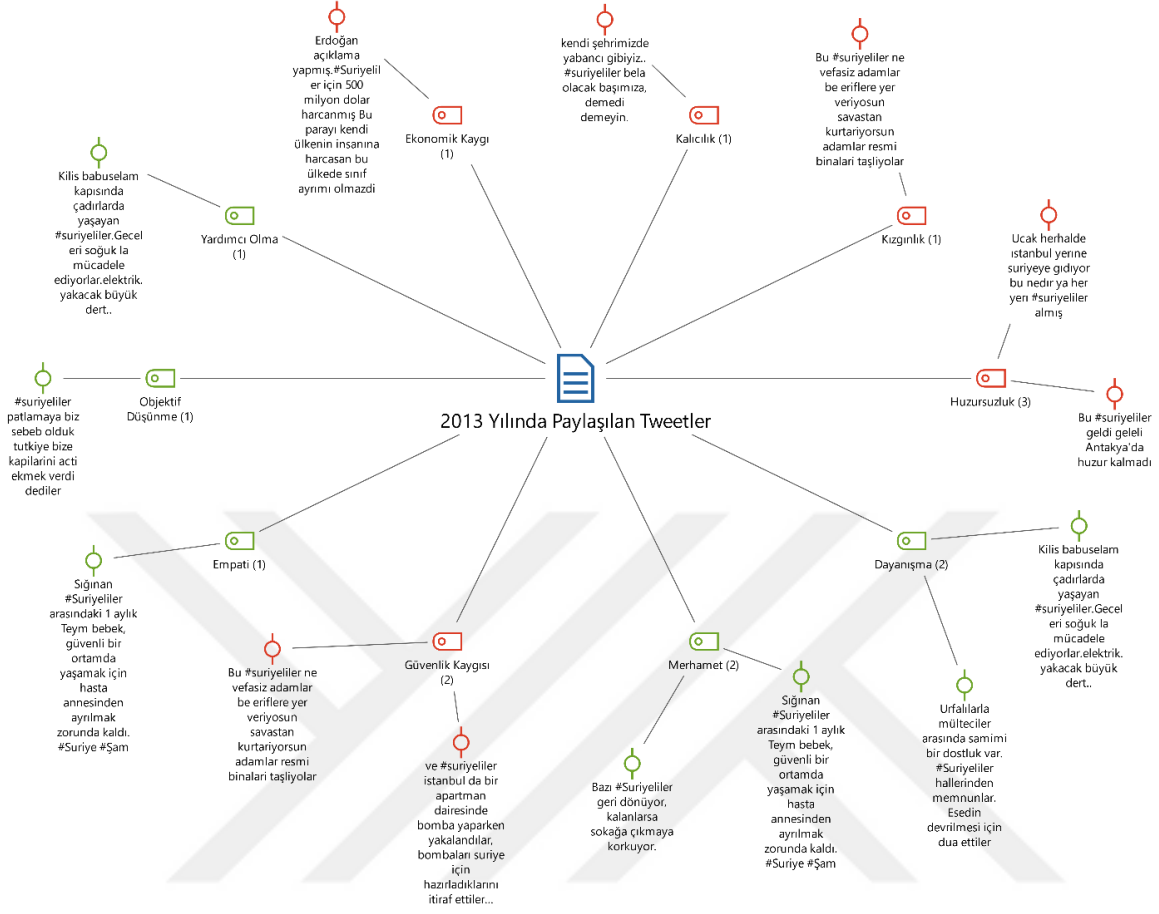 Erdoğan
açıklama
yapmış.#Suriyelil
er için 500
milyon dolar
harcanmış Bu
parayı kendi
ülkenin insanına
harcasan bu
ülkede sınıf
ayrımı olmazdi
Ekonomik Kaygı
(1)
kendi şehrimizde
yabancı gibiyiz..
#suriyeliler bela
olacak başımıza,
demedi
demeyin.
Kalıcılık (1)
Bu #suriyeliler ne
vefasiz adamlar
be eriflere yer
veriyosun
savastan
kurtariyorsun
adamlar resmi
binalari taşliyolar
Kızgınlık (1)
Kilis babuselam
kapısında
çadırlarda
yaşayan
#suriyeliler.Gecel
eri soğuk la
mücadele
ediyorlar.elektrik.
yakacak büyük
dert..
Yardımcı Olma
(1)
Ucak herhalde
ıstanbul yerıne
suriyeye gıdıyor
bu nedır ya her
yerı #suriyeliler
almış
Huzursuzluk (3)
Bu #suriyeliler
geldi geleli
Antakya'da
huzur kalmadı
2013 Yılında Paylaşılan Tweetler
Objektif
Düşünme (1)
#suriyeliler
patlamaya biz
sebeb olduk
tutkiye bize
kapilarini acti
ekmek verdi
dediler
Empati (1)
Sığınan
#Suriyeliler
arasındaki 1 aylık
Teym bebek,
güvenli bir
ortamda
yaşamak için
hasta
annesinden
ayrılmak
zorunda kaldı.
#Suriye #Şam
Güvenlik Kaygısı
(2)
Bu #suriyeliler ne
vefasiz adamlar
be eriflere yer
veriyosun
savastan
kurtariyorsun
adamlar resmi
binalari taşliyolar
ve #suriyeliler
istanbul da bir
apartman
dairesinde
bomba yaparken
yakalandılar,
bombaları suriye
için
hazırladıklarını
itiraf ettiler...
Merhamet (2)
Bazı #Suriyeliler
geri dönüyor,
kalanlarsa
sokağa çıkmaya
korkuyor.
Sığınan
#Suriyeliler
arasındaki 1 aylık
Teym bebek,
güvenli bir
ortamda
yaşamak için
hasta
annesinden
ayrılmak
zorunda kaldı.
#Suriye #Şam
Dayanışma (2)
Urfalılarla
mülteciler
arasında samimi
bir dostluk var.
#Suriyeliler
hallerinden
memnunlar.
Esedin
devrilmesi için
dua ettiler
Kilis babuselam
kapısında
çadırlarda
yaşayan
#suriyeliler.Gecel
eri soğuk la
mücadele
ediyorlar.elektrik.
yakacak büyük
dert..